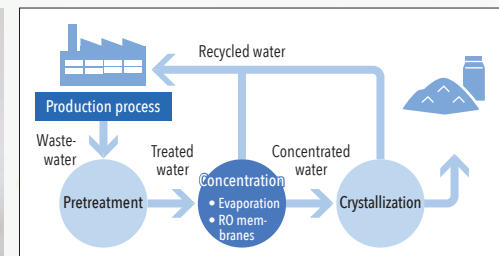 Recycled water
Production process
Waste-
water
Treated
water
Concentrated
water
Pretreatment
Concentration
• Evaporation
• RO mem-
branes
Crystallization